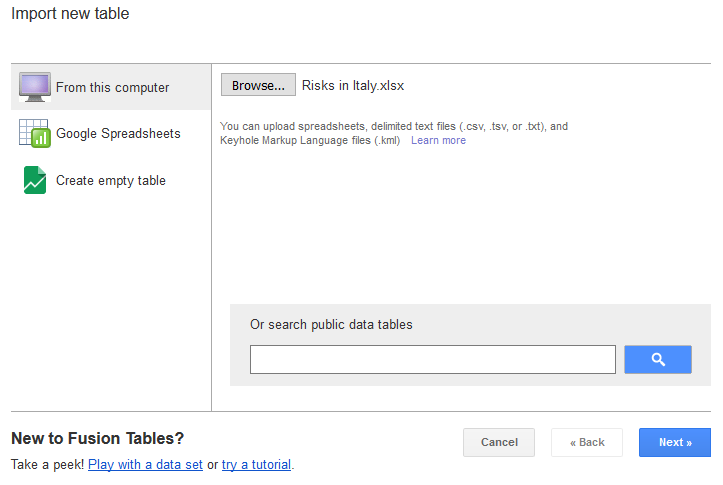 Import new table
From this computer
Google Spreadsheets
Create empty table
Browse... Risks in Italy.xlsx
You can upload spreadsheets, delimited text files (.csv, .tsv, or .txt), and
Keyhole Markup Language files (.kml) Learn more
Or search public data tables
New to Fusion Tables?
Take a peek! Play with a data set or try a tutorial.
Cancel
« Back
Next »